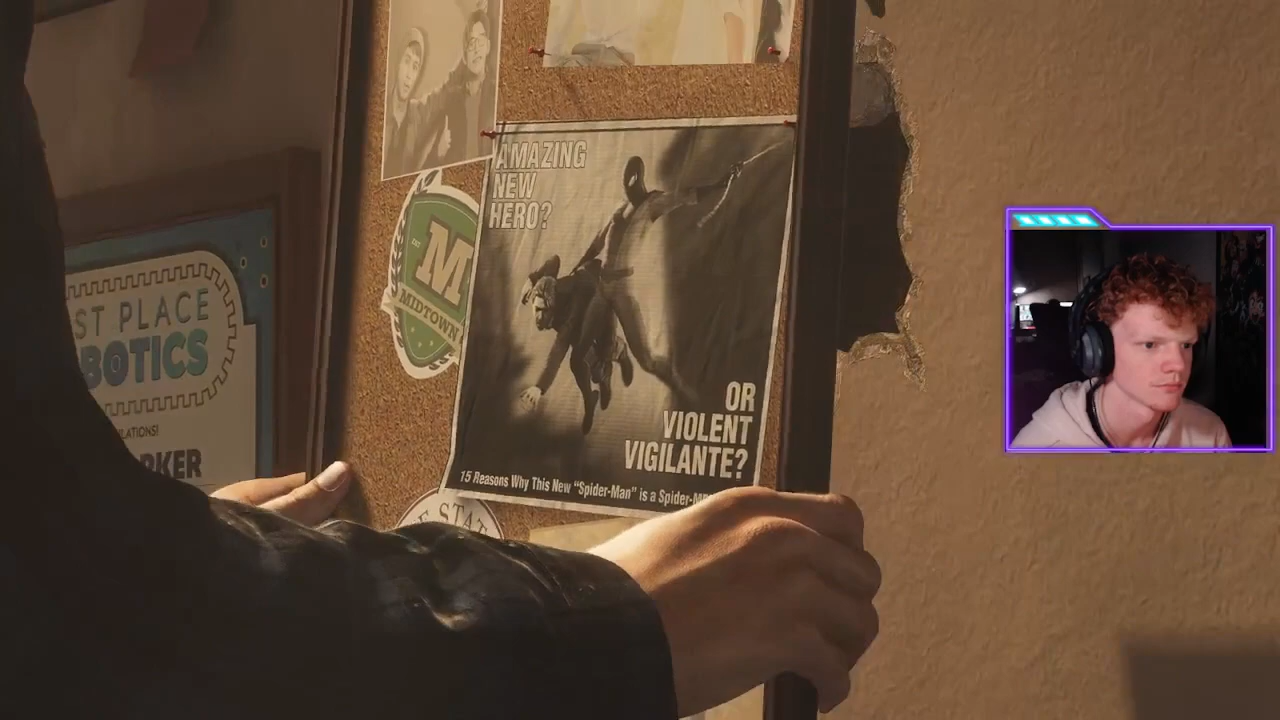 AMAZING
NEW
HERO?
M
MIDTOWN
ST PLACE
BOTICS
OR
VIOLENT
VIGILANTE?
15 Reasons Why This New "Spider-Man" is a Spider-
STAT